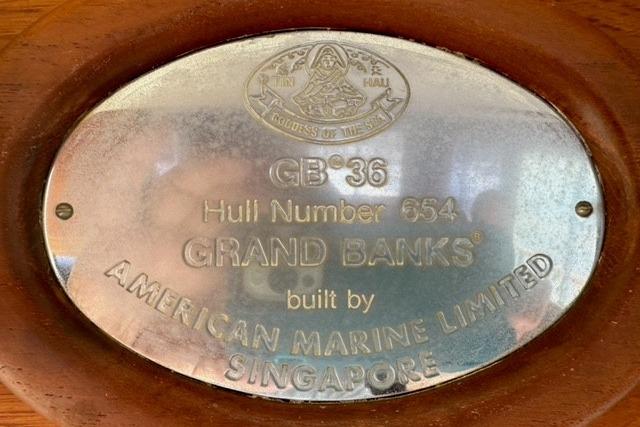 TIN HAU
GODDESS OF THE SEA
GB® 36
Hull Number 654
GRAND BANKS®
built by
AMERICAN MARINE LIMITED
SINGAPORE